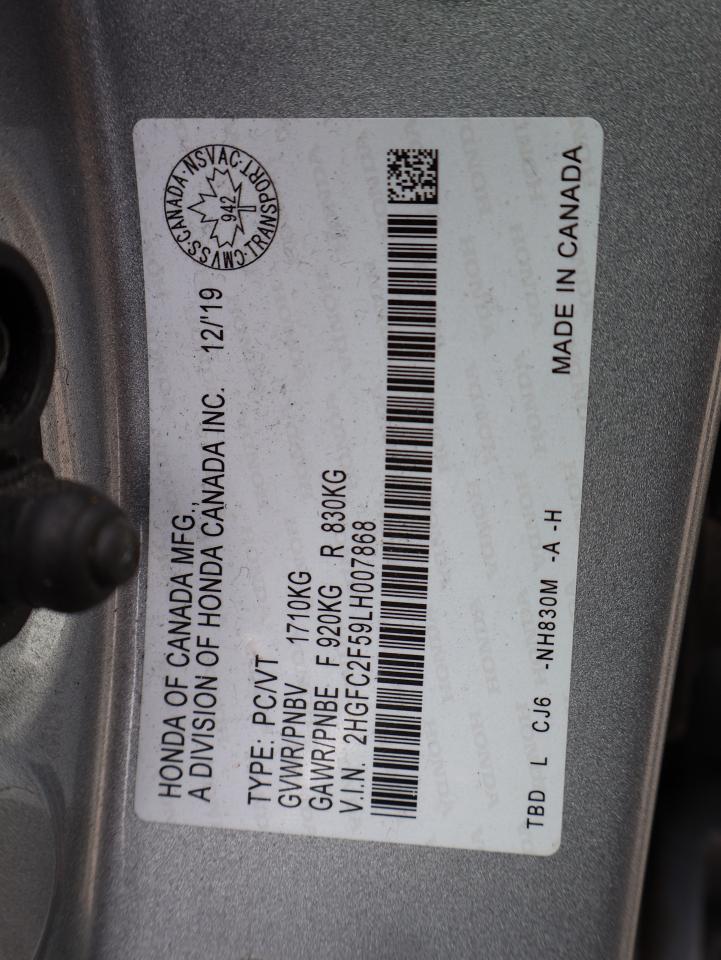 HONDA OF CANADA MFG.,
A DIVISION OF HONDA CANADA INC. 12/'19
CMVSS·CANADA·NSVAC·TRANSPORT·
942
TYPE: PC/VT
GVWR/PNBV 1710KG
GAWR/PNBE F 920KG R 830KG
V.I.N. 2HGFC2F59LH007868
TBD L CJ6 -NH830M -A -H
MADE IN CANADA